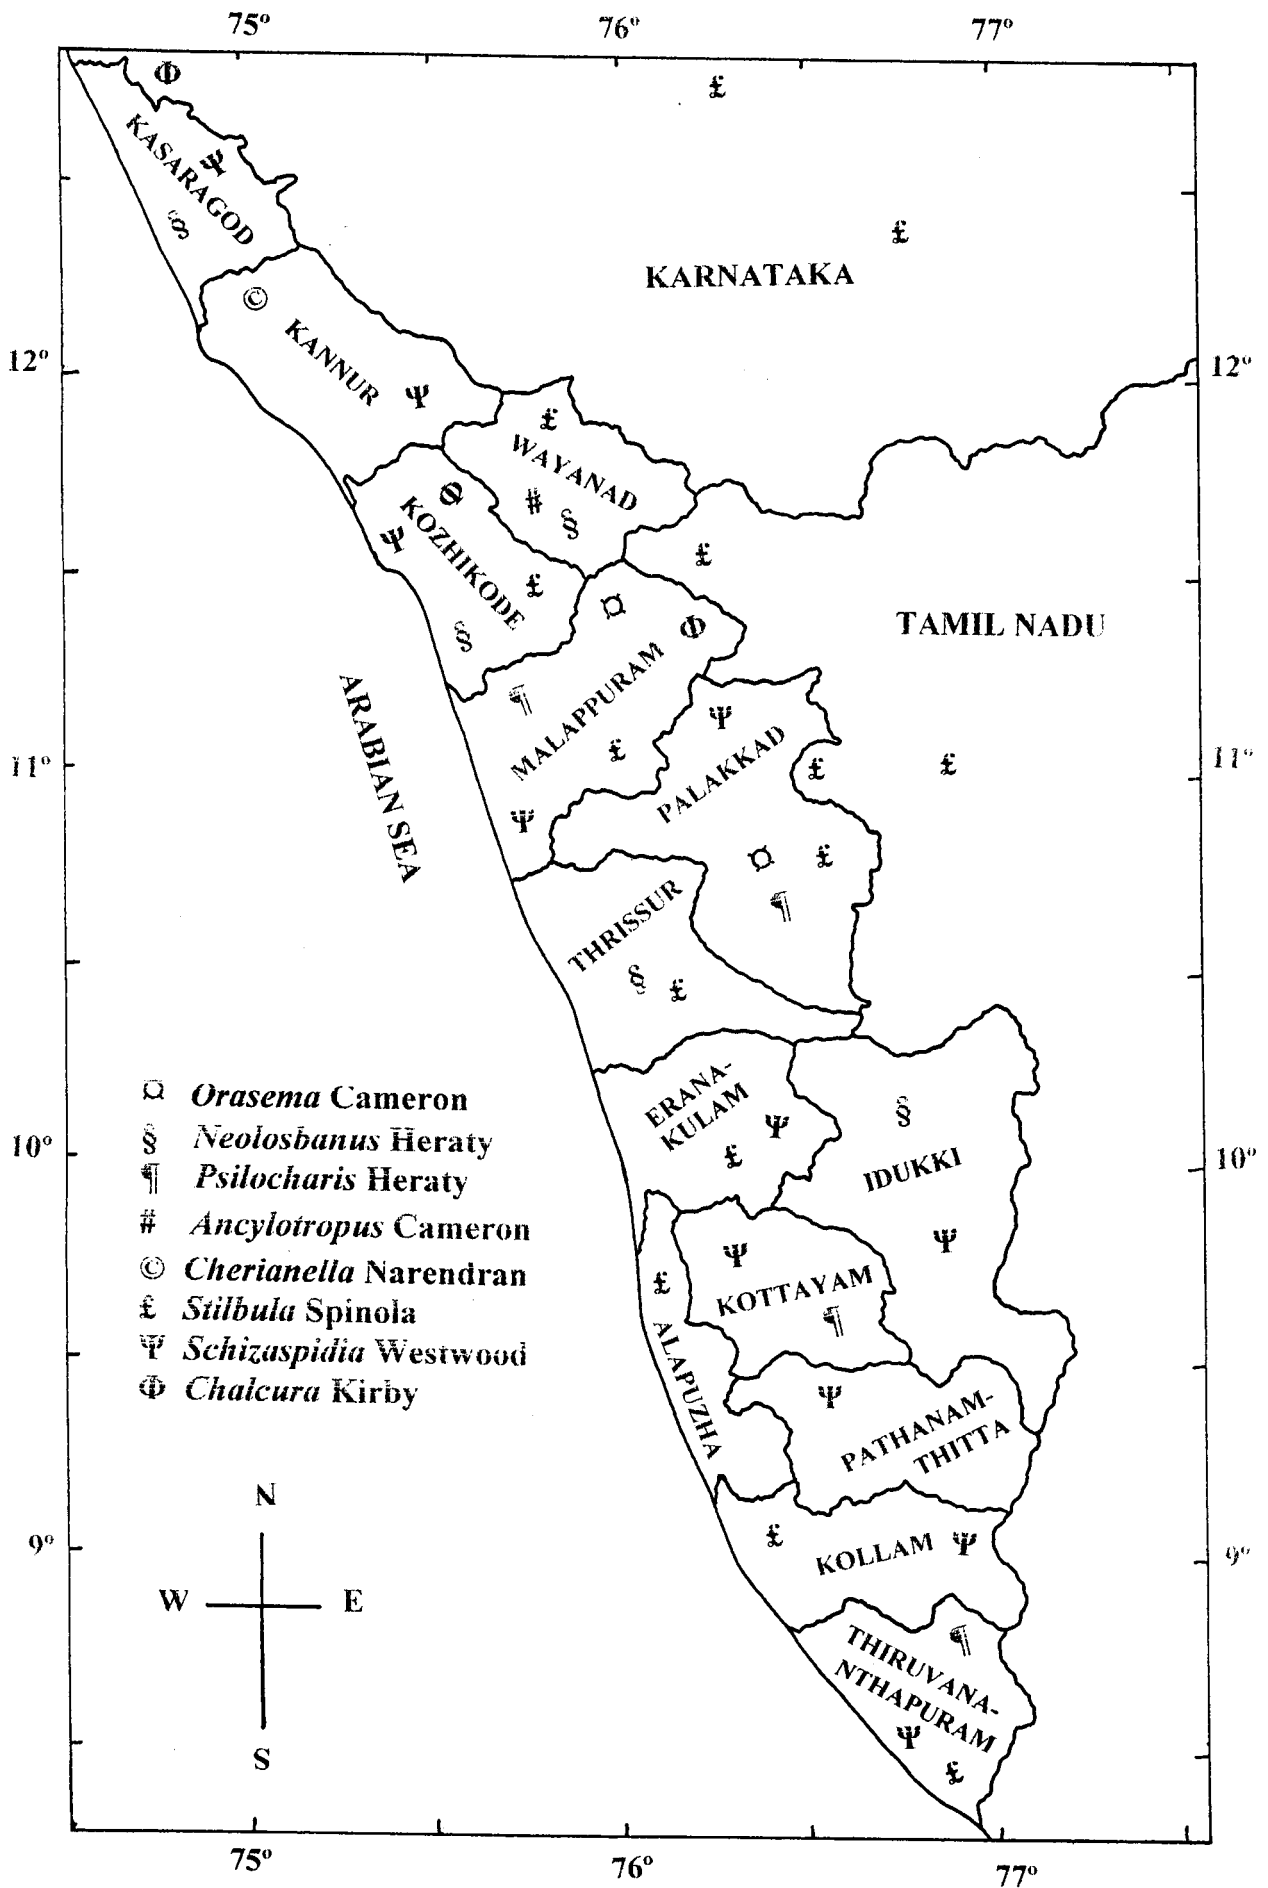 75° 76° 77°
Φ
£
KASARAGOD
Ψ
§
£
KARNATAKA
©
KANNUR
Ψ
12° 12°
£
WAYANAD
#
§
Φ
KOZHIKODE
Ψ
£
§
£
TAMIL NADU
¤
Φ
MALAPPURAM
¶
£
Ψ
ARABIAN SEA
Ψ
PALAKKAD
£
£
11° 11°
¤ £
¶
THRISSUR
§ £
ERANA-
KULAM
Ψ
£
§
IDUKKI
Ψ
¤ Orasema Cameron
§ Neolosbanus Heraty
¶ Psilocharis Heraty
# Ancylotropus Cameron
© Cherianella Narendran
£ Stilbula Spinola
Ψ Schizaspidia Westwood
Φ Chalcura Kirby
10° 10°
Ψ
KOTTAYAM
¶
£
ALAPUZHA
Ψ
PATHANAM-
THITTA
N
W E
S
9° 9°
£
KOLLAM Ψ
¶
THIRUVANA-
NTHAPURAM
Ψ
£
75° 76° 77°